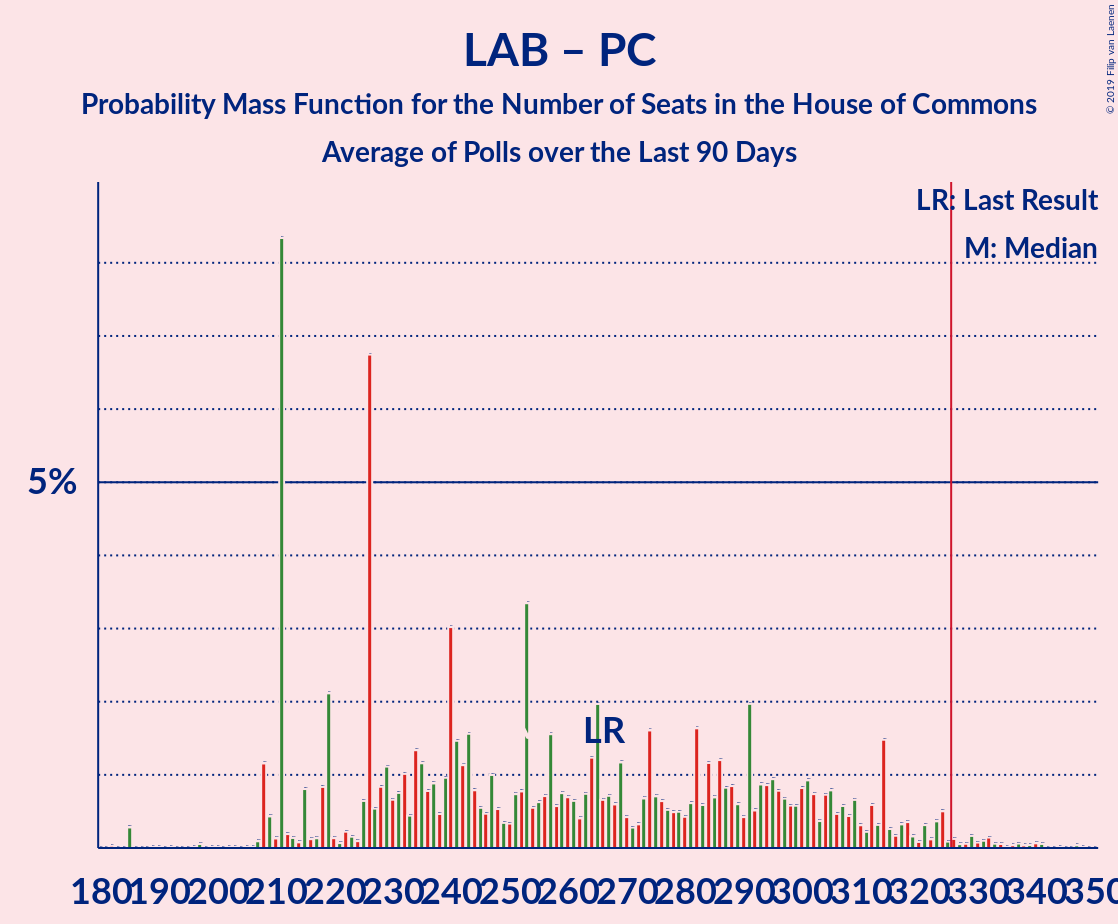 LAB – PC
Probability Mass Function for the Number of Seats in the House of Commons
Average of Polls over the Last 90 Days
© 2019 Filip van Laenen
LR: Last Result
M: Median
5%
LR
180 190 200 210 220 230 240 250 260 270 280 290 300 310 320 330 340 350